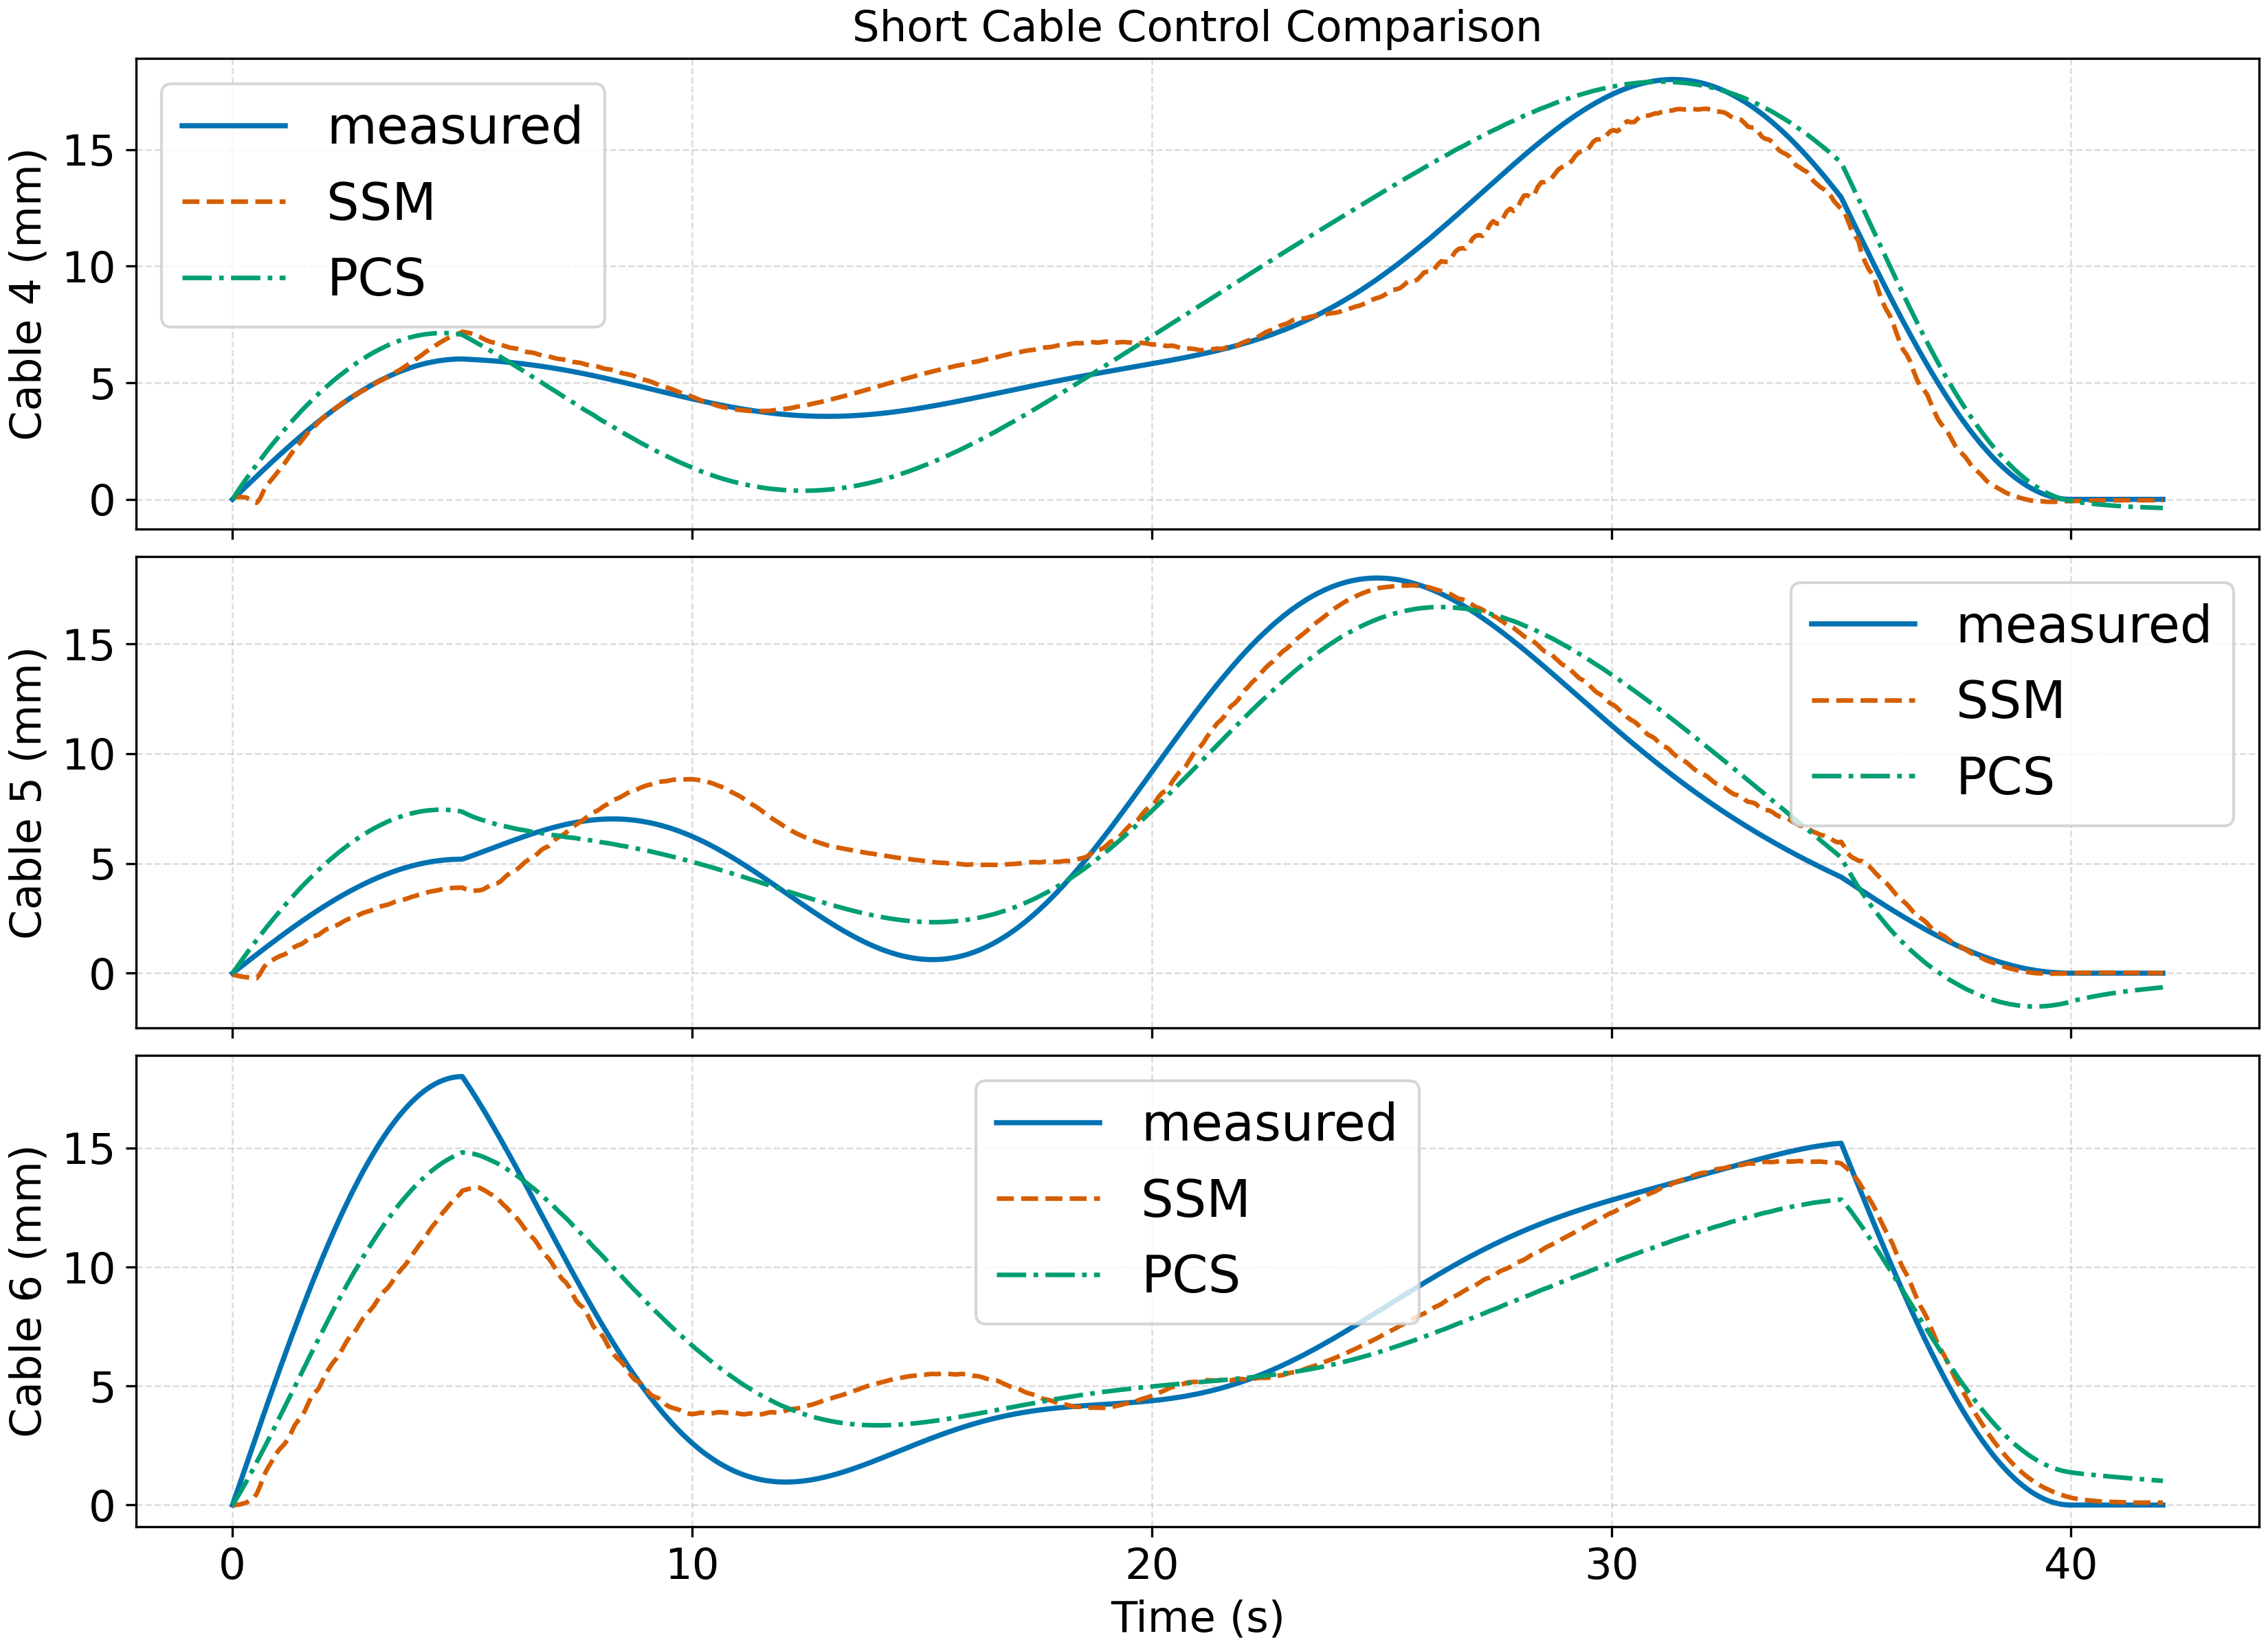 Short Cable Control Comparison
Cable 4 (mm)
15
10
5
0
measured
SSM
PCS
Cable 5 (mm)
15
10
5
0
measured
SSM
PCS
Cable 6 (mm)
15
10
5
0
measured
SSM
PCS
0 10 20 30 40
Time (s)